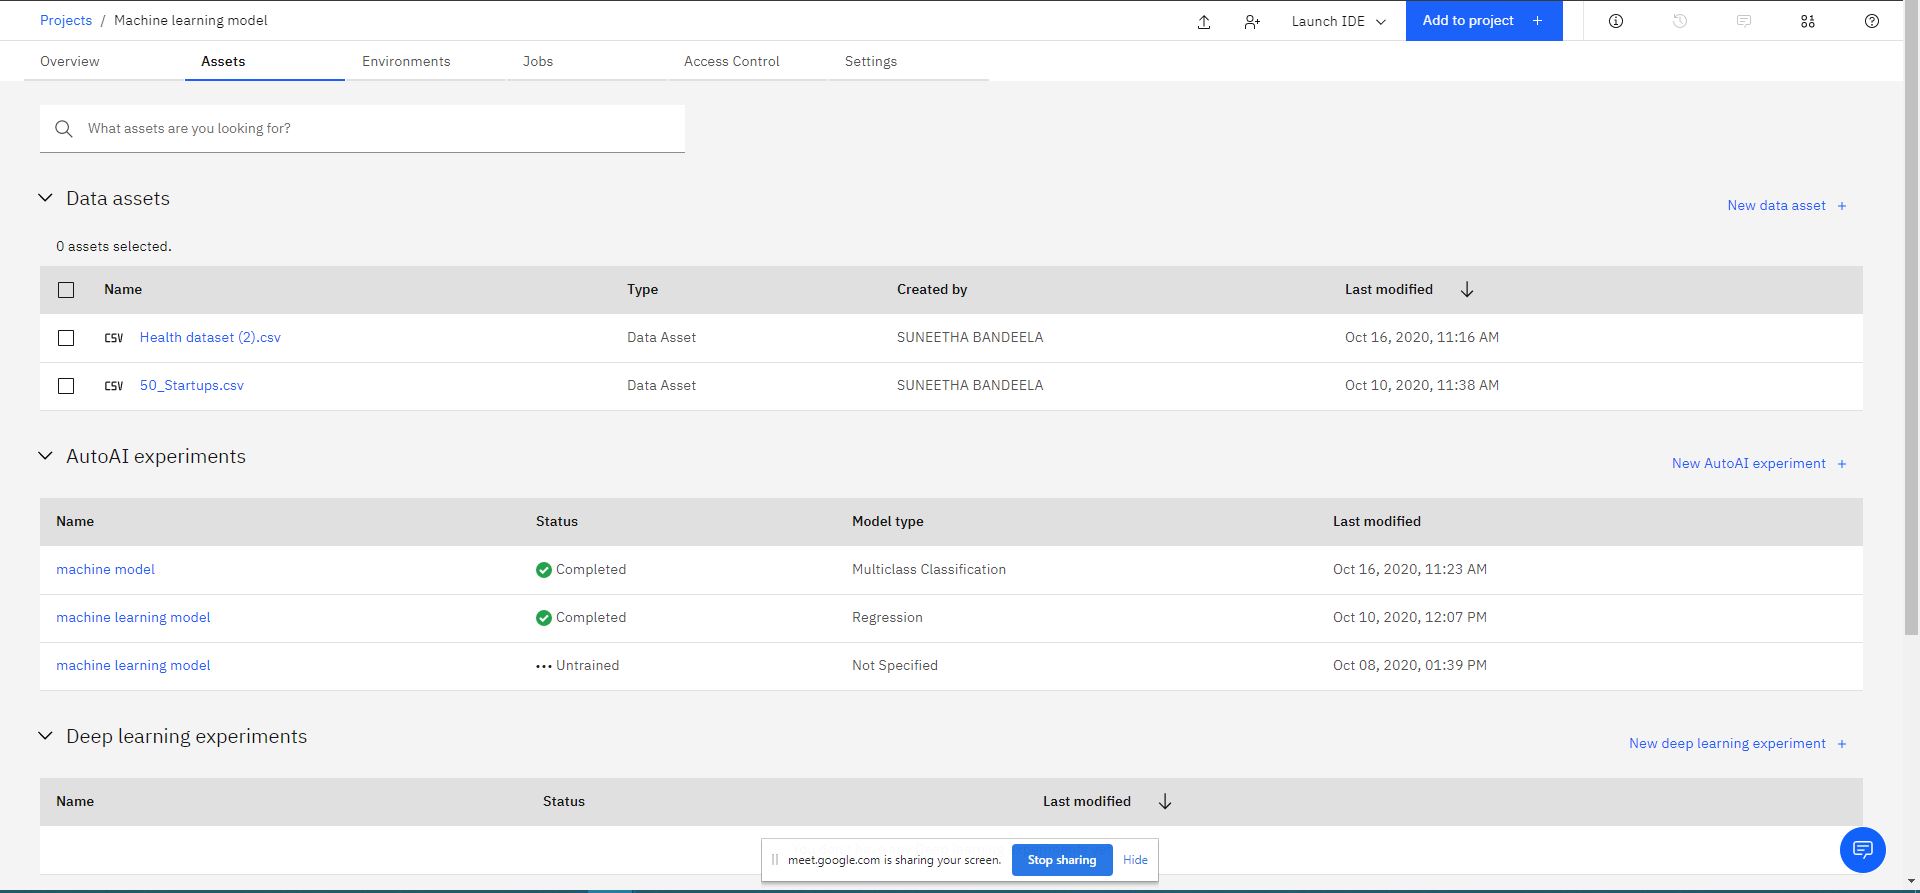 Projects / Machine learning model
Launch IDE
Add to project +
Overview
Assets
Environments
Jobs
Access Control
Settings
What assets are you looking for?
Data assets
New data asset +
0 assets selected.
Name Type Created by Last modified
CSV Health dataset (2).csv Data Asset SUNEETHA BANDEELA Oct 16, 2020, 11:16 AM
CSV 50_Startups.csv Data Asset SUNEETHA BANDEELA Oct 10, 2020, 11:38 AM
AutoAI experiments
New AutoAI experiment +
Name Status Model type Last modified
machine model Completed Multiclass Classification Oct 16, 2020, 11:23 AM
machine learning model Completed Regression Oct 10, 2020, 12:07 PM
machine learning model Untrained Not Specified Oct 08, 2020, 01:39 PM
Deep learning experiments
New deep learning experiment +
Name Status Last modified
meet.google.com is sharing your screen. Stop sharing Hide